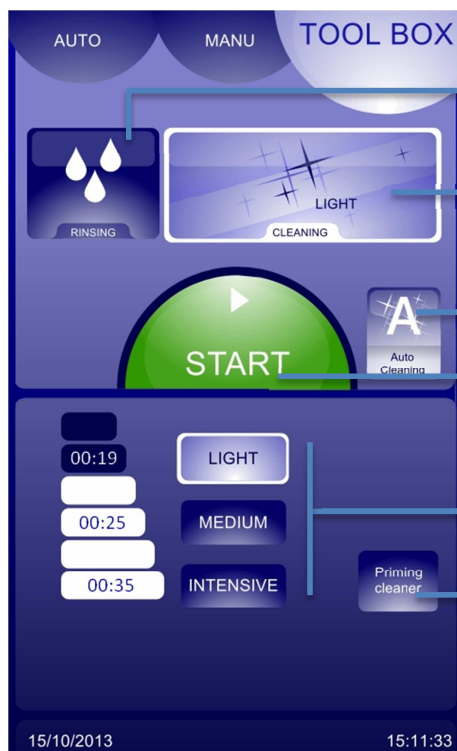 AUTO
MANU
TOOL BOX
LIGHT
RINSING
CLEANING
START
A
Auto
Cleaning
00:19
LIGHT
00:25
MEDIUM
00:35
INTENSIVE
Priming
cleaner
15/10/2013
15:11:33